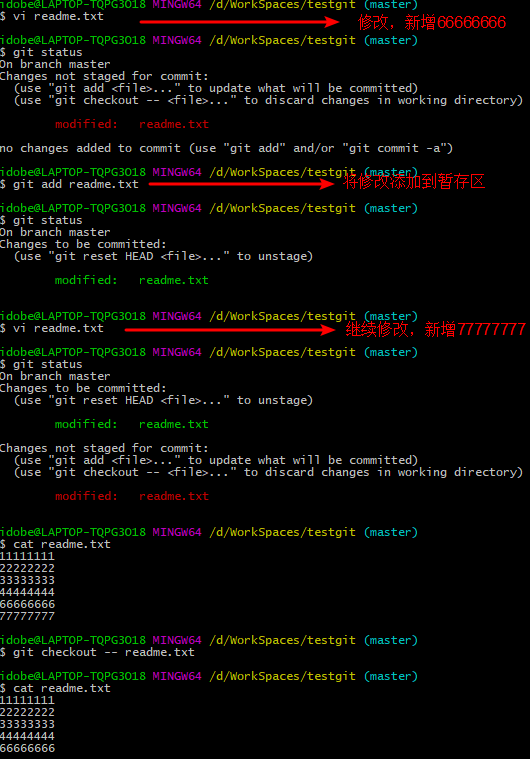 idobe@LAPTOP-TQPG3O18 MINGW64 /d/WorkSpaces/testgit (master)
$ vi readme.txt 修改，新增66666666
idobe@LAPTOP-TQPG3O18 MINGW64 /d/WorkSpaces/testgit (master)
$ git status
On branch master
Changes not staged for commit:
  (use "git add <file>..." to update what will be committed)
  (use "git checkout -- <file>..." to discard changes in working directory)
        modified:   readme.txt
no changes added to commit (use "git add" and/or "git commit -a")
idobe@LAPTOP-TQPG3O18 MINGW64 /d/WorkSpaces/testgit (master)
$ git add readme.txt 将修改添加到暂存区
idobe@LAPTOP-TQPG3O18 MINGW64 /d/WorkSpaces/testgit (master)
$ git status
On branch master
Changes to be committed:
  (use "git reset HEAD <file>..." to unstage)
        modified:   readme.txt
idobe@LAPTOP-TQPG3O18 MINGW64 /d/WorkSpaces/testgit (master)
$ vi readme.txt 继续修改，新增77777777
idobe@LAPTOP-TQPG3O18 MINGW64 /d/WorkSpaces/testgit (master)
$ git status
On branch master
Changes to be committed:
  (use "git reset HEAD <file>..." to unstage)
        modified:   readme.txt
Changes not staged for commit:
  (use "git add <file>..." to update what will be committed)
  (use "git checkout -- <file>..." to discard changes in working directory)
        modified:   readme.txt
idobe@LAPTOP-TQPG3O18 MINGW64 /d/WorkSpaces/testgit (master)
$ cat readme.txt
11111111
22222222
33333333
44444444
66666666
77777777
idobe@LAPTOP-TQPG3O18 MINGW64 /d/WorkSpaces/testgit (master)
$ git checkout -- readme.txt
idobe@LAPTOP-TQPG3O18 MINGW64 /d/WorkSpaces/testgit (master)
$ cat readme.txt
11111111
22222222
33333333
44444444
66666666